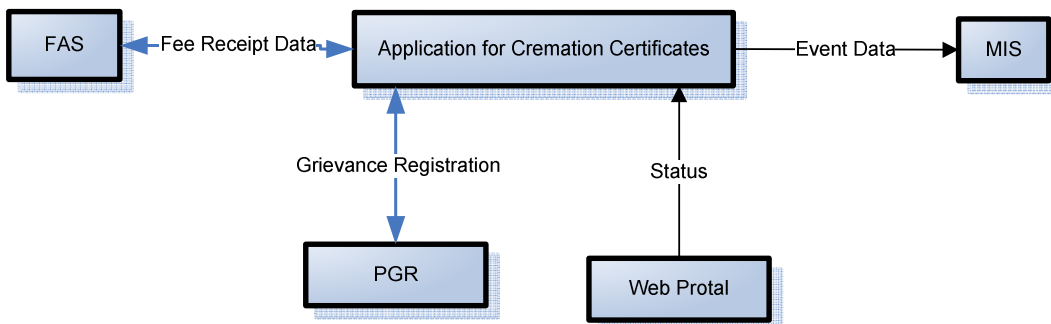 FAS
Fee Receipt Data
Application for Cremation Certificates
Event Data
MIS
Grievance Registration
Status
PGR
Web Protal